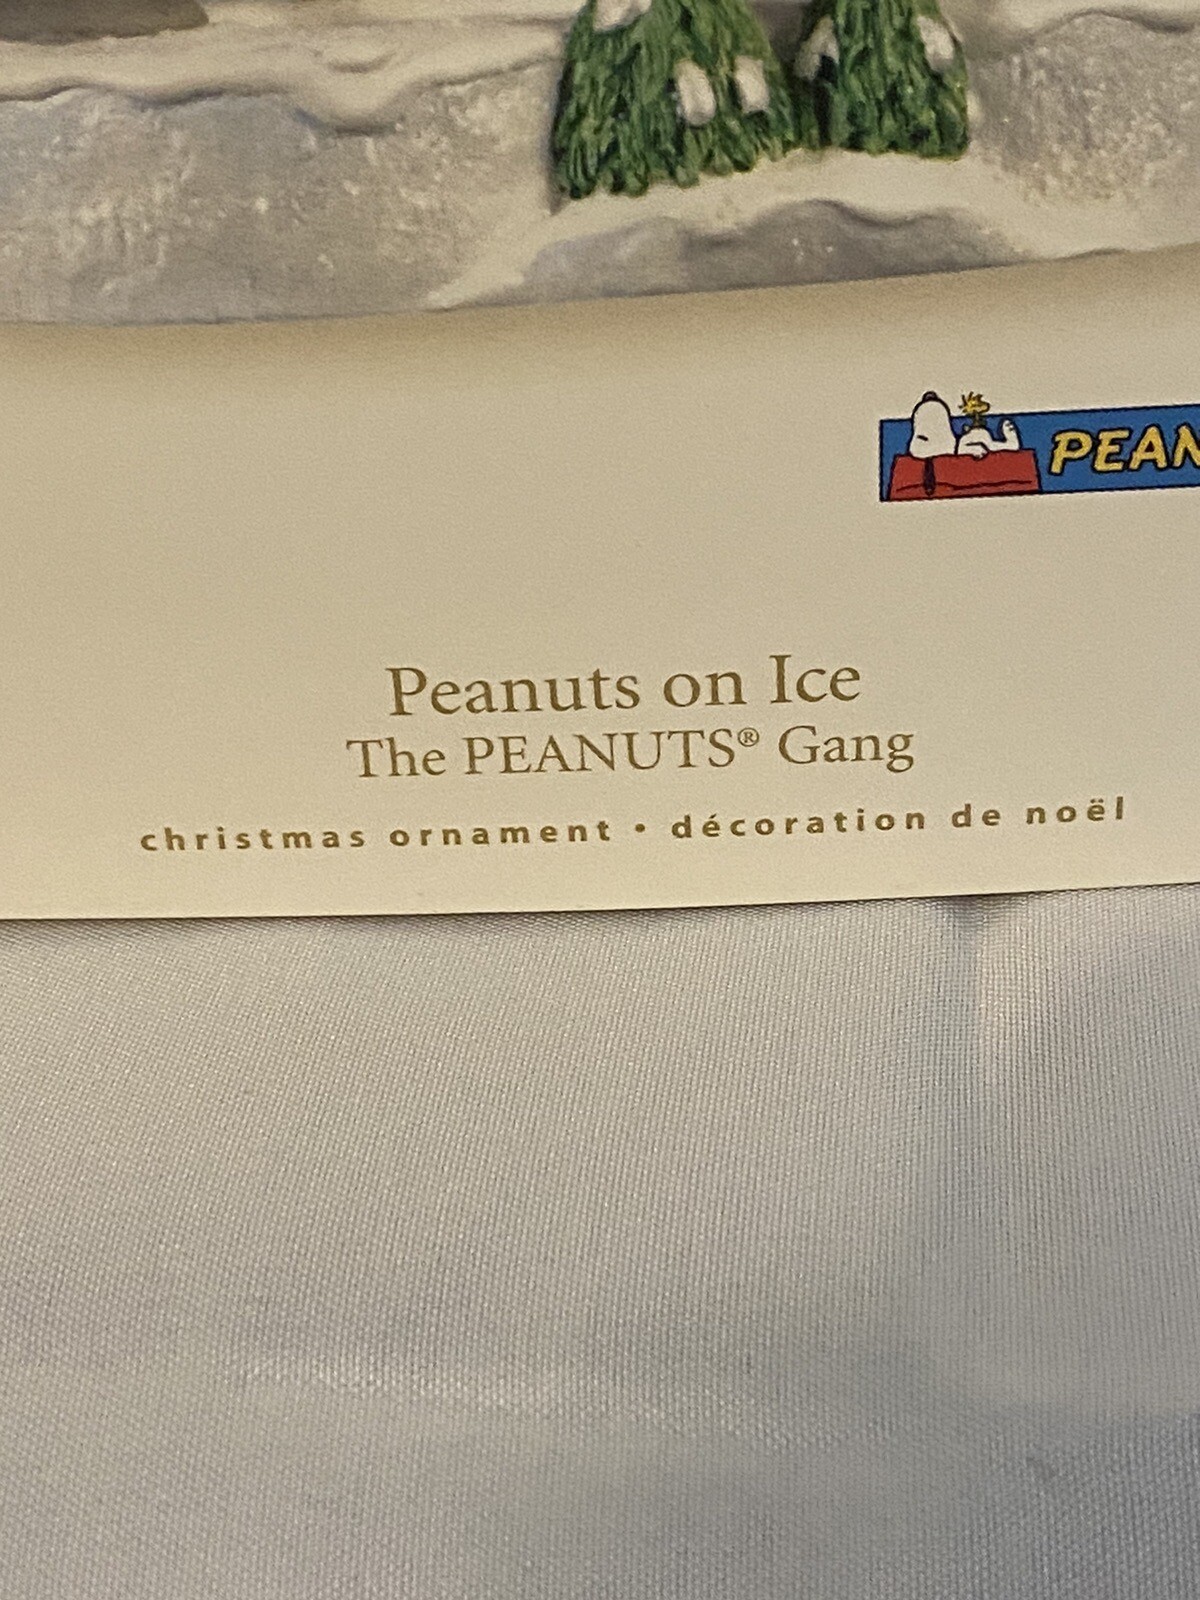 PEAN
Peanuts on Ice
The PEANUTS® Gang
christmas ornament • décoration de noël